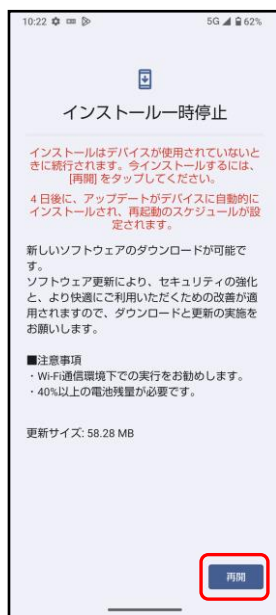 10:22
5G 62%
インストール一時停止
インストールはデバイスが使用されていないと
きに続行されます。今インストールするには、
[再開] をタップしてください。
4 日後に、アップデートがデバイスに自動的に
インストールされ、再起動のスケジュールが設
定されます。
新しいソフトウェアのダウンロードが可能で
す。
ソフトウェア更新により、セキュリティの強化
と、より快適にご利用いただくための改善が適
用されますので、ダウンロードと更新の実施を
お願いします。
■注意事項
・Wi-Fi通信環境下での実行をお勧めします。
・40%以上の電池残量が必要です。
更新サイズ: 58.28 MB
再開